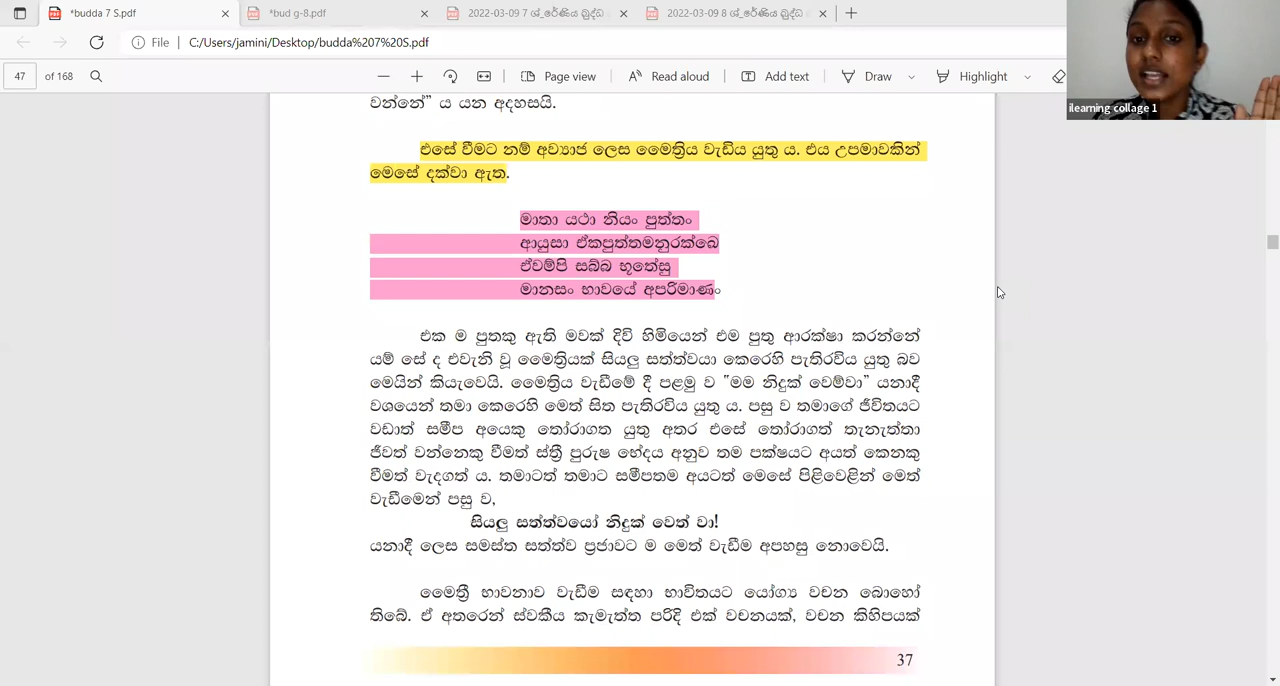 *budda 7 S.pdf
*bud g-8.pdf
2022-03-09 7 ශ්‍රේණිය බුද්ධ
2022-03-09 8 ශ්‍රේණිය බුද්ධ
File
C:/Users/jamini/Desktop/budda%207%20S.pdf
47 of 168
Page view
Read aloud
Add text
Draw
Highlight
ilearning collage 1
වන්නේ” ය යන අදහසයි.
එසේ වීමට නම් අව්‍යාජ ලෙස මෛත්‍රිය වැඩිය යුතු ය. එය උපමාවකින්
මෙසේ දක්වා ඇත.
මාතා යථා නියං පුත්තං
ආයුසා ඒකපුත්තමනුරක්ඛෙ
ඒවම්පි සබ්බ භූතේසු
මානසං භාවයේ අපරිමාණං
එක ම පුතකු ඇති මවක් දිවි හිමියෙන් එම පුතු ආරක්ෂා කරන්නේ
යම් සේ ද එවැනි වූ මෛත්‍රියක් සියලු සත්ත්වයා කෙරෙහි පැතිරවිය යුතු බව
මෙයින් කියැවෙයි. මෛත්‍රිය වැඩීමේ දී පළමු ව “මම නිදුක් වෙම්වා” යනාදී
වශයෙන් තමා කෙරෙහි මෙත් සිත පැතිරවිය යුතු ය. පසු ව තමාගේ ජීවිතයට
වඩාත් සමීප අයෙකු තෝරාගත යුතු අතර එසේ තෝරාගත් තැනැත්තා
ජීවත් වන්නෙකු වීමත් ස්ත්‍රී පුරුෂ භේදය අනුව තම පක්ෂයට අයත් කෙනකු
වීමත් වැදගත් ය. තමාටත් තමාට සමීපතම අයටත් මෙසේ පිළිවෙළින් මෙත්
වැඩීමෙන් පසු ව,
සියලු සත්ත්වයෝ නිදුක් වෙත් වා!
යනාදී ලෙස සමස්ත සත්ත්ව ප්‍රජාවට ම මෙත් වැඩීම අපහසු නොවෙයි.
මෛත්‍රී භාවනාව වැඩීම සඳහා භාවිතයට යෝග්‍ය වචන බොහෝ
තිබේ. ඒ අතරෙන් ස්වකීය කැමැත්ත පරිදි එක් වචනයක්, වචන කිහිපයක්
37